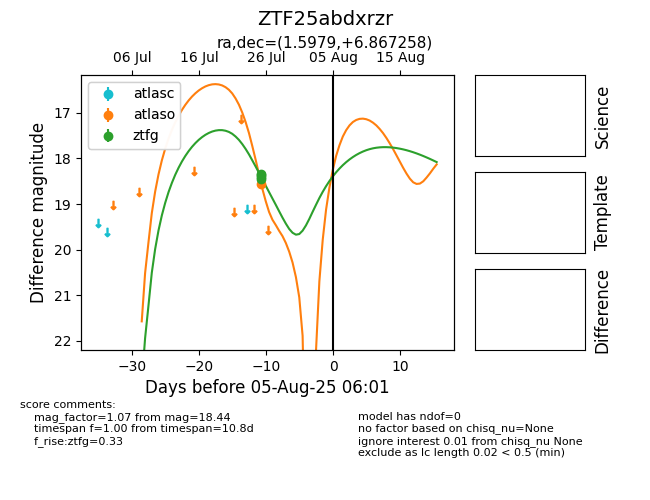 ZTF25abdxrzr
ra,dec=(1.5979,+6.867258)
06 Jul 16 Jul 26 Jul 05 Aug 15 Aug
atlasc
atlaso
ztfg
Difference magnitude
17
18
19
20
21
22
−30 −20 −10 0 10
Days before 05-Aug-25 06:01
Science
Template
Difference
score comments:
mag_factor=1.07 from mag=18.44
timespan f=1.00 from timespan=10.8d
f_rise:ztfg=0.33
model has ndof=0
no factor based on chisq_nu=None
ignore interest 0.01 from chisq_nu None
exclude as lc length 0.02 < 0.5 (min)